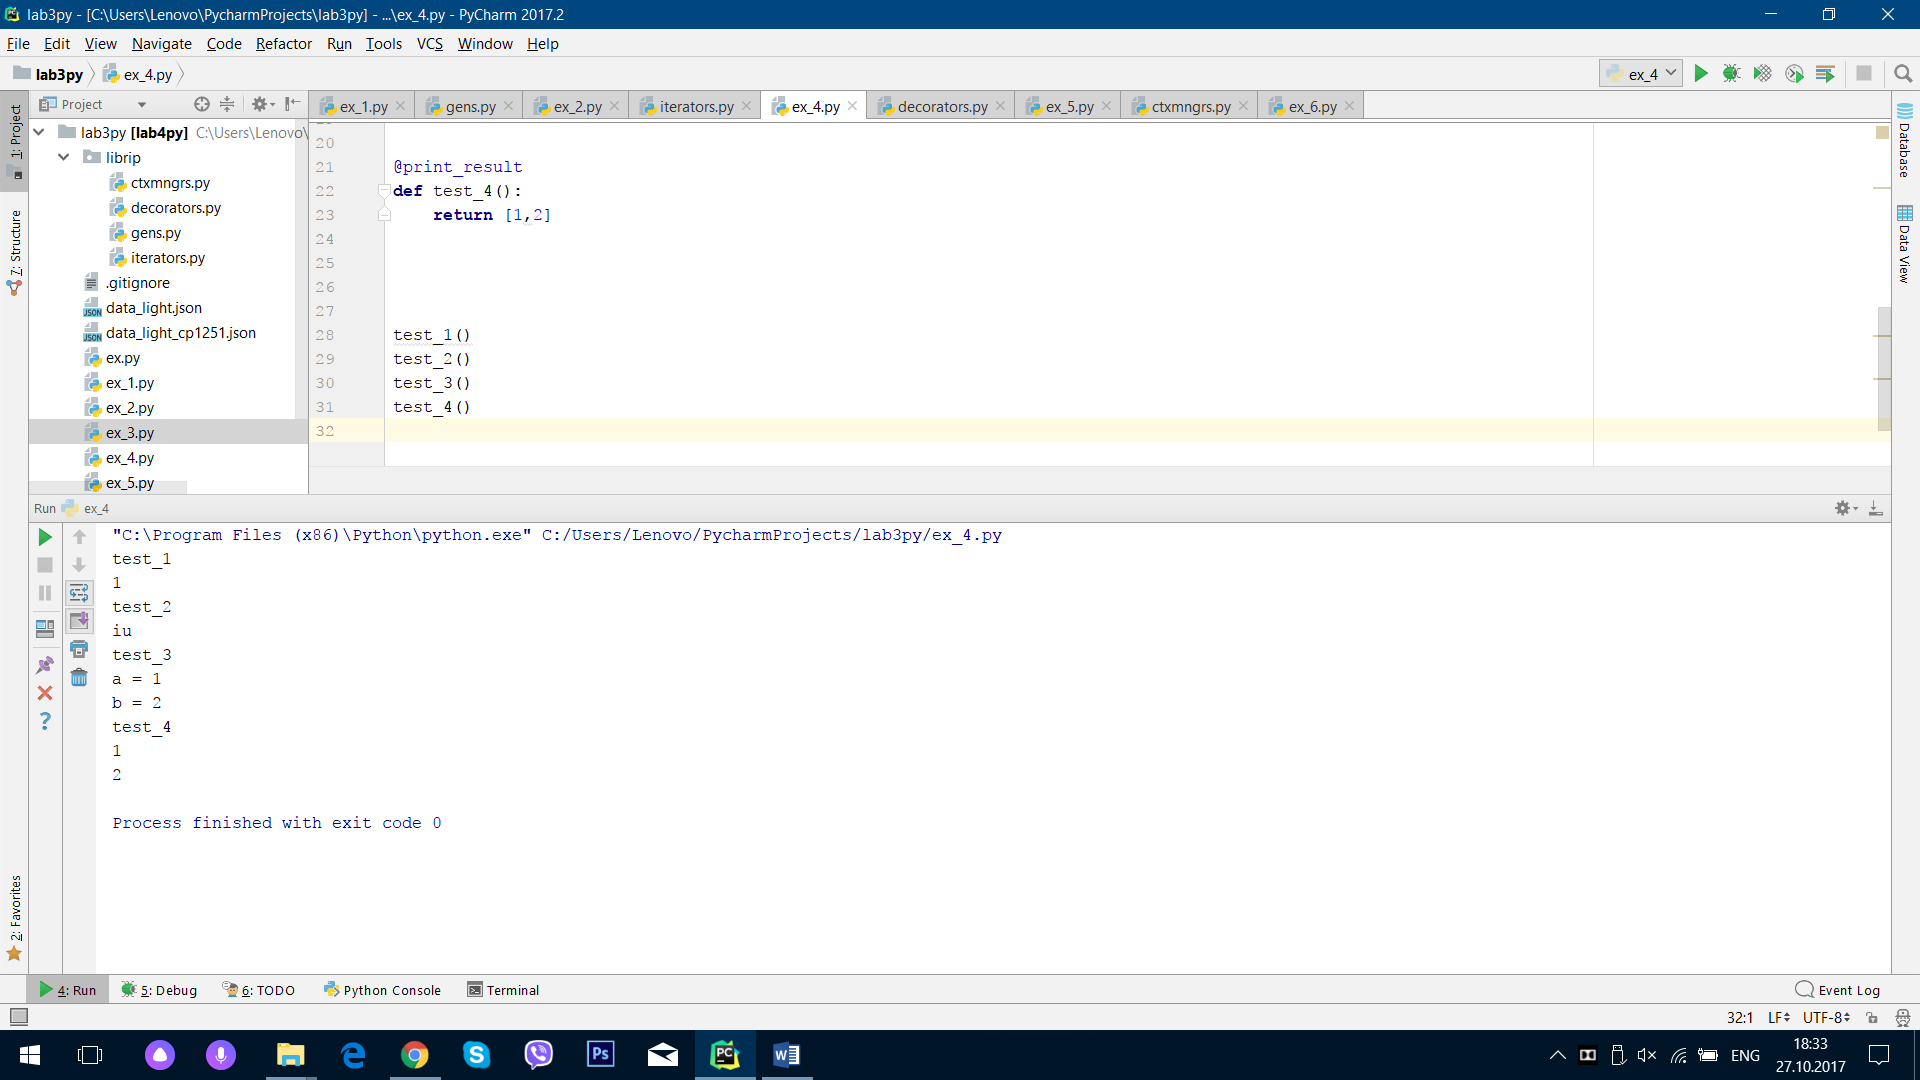 lab3py - [C:\Users\Lenovo\PycharmProjects\lab3py] - ...\ex_4.py - PyCharm 2017.2
File Edit View Navigate Code Refactor Run Tools VCS Window Help
lab3py ex_4.py
ex_4
Project
ex_1.py gens.py ex_2.py iterators.py ex_4.py decorators.py ex_5.py ctxmngrs.py ex_6.py
1: Project
7: Structure
2: Favorites
Database
Data View
lab3py [lab4py] C:\Users\Lenovo\
librip
ctxmngrs.py
decorators.py
gens.py
iterators.py
.gitignore
data_light.json
data_light_cp1251.json
ex.py
ex_1.py
ex_2.py
ex_3.py
ex_4.py
ex_5.py
20
21 @print_result
22 def test_4():
23 return [1,2]
24
25
26
27
28 test_1()
29 test_2()
30 test_3()
31 test_4()
32
Run ex_4
"C:\Program Files (x86)\Python\python.exe" C:/Users/Lenovo/PycharmProjects/lab3py/ex_4.py
test_1
1
test_2
iu
test_3
a = 1
b = 2
test_4
1
2
Process finished with exit code 0
4: Run 5: Debug 6: TODO Python Console Terminal Event Log
32:1 LF UTF-8
ENG
18:33
27.10.2017